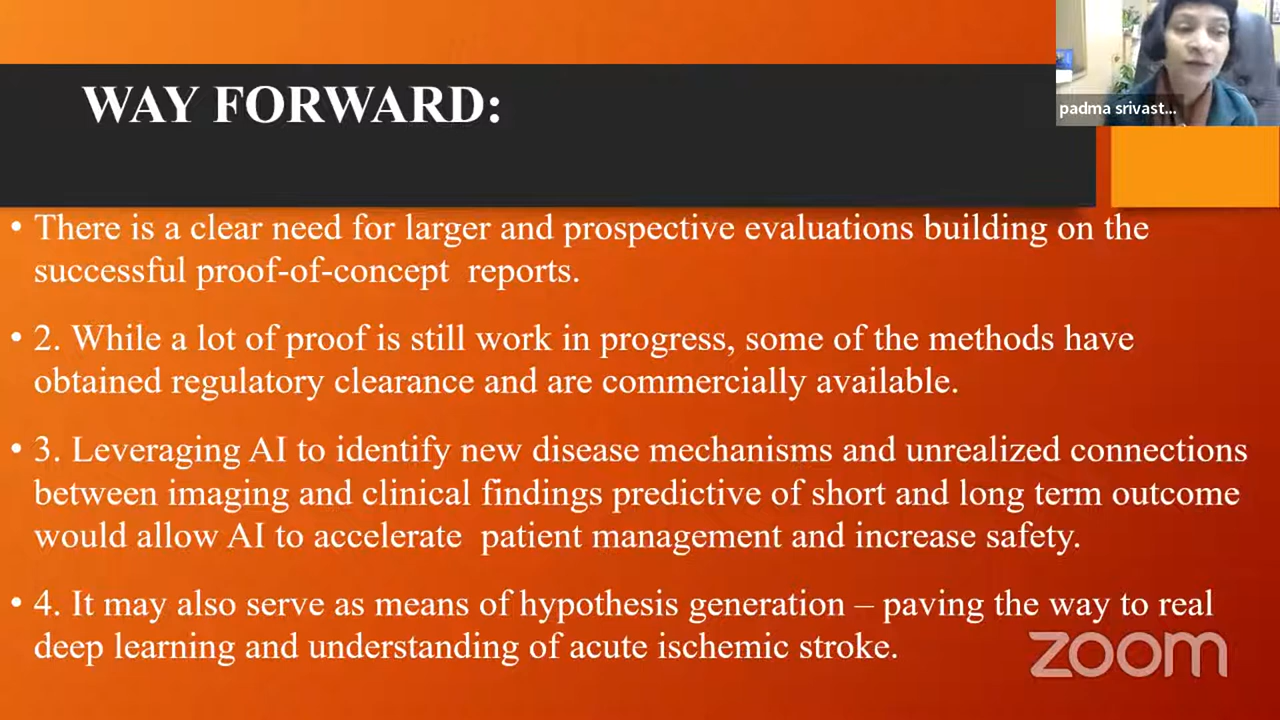 padma srivast...
WAY FORWARD:
• There is a clear need for larger and prospective evaluations building on the
successful proof-of-concept  reports.
• 2. While a lot of proof is still work in progress, some of the methods have
obtained regulatory clearance and are commercially available.
• 3. Leveraging AI to identify new disease mechanisms and unrealized connections
between imaging and clinical findings predictive of short and long term outcome
would allow AI to accelerate  patient management and increase safety.
• 4. It may also serve as means of hypothesis generation – paving the way to real
deep learning and understanding of acute ischemic stroke.
zoom